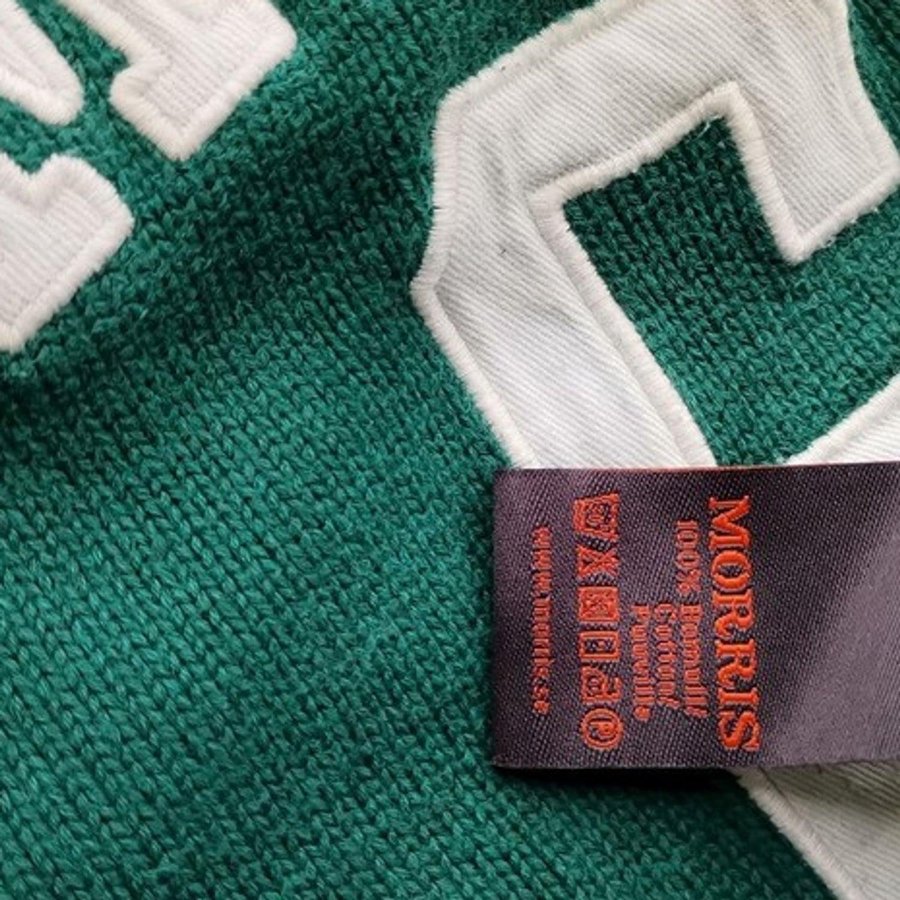 MORRIS
100% Bomull/
Cotton/
Puuvilla
www.morris.se